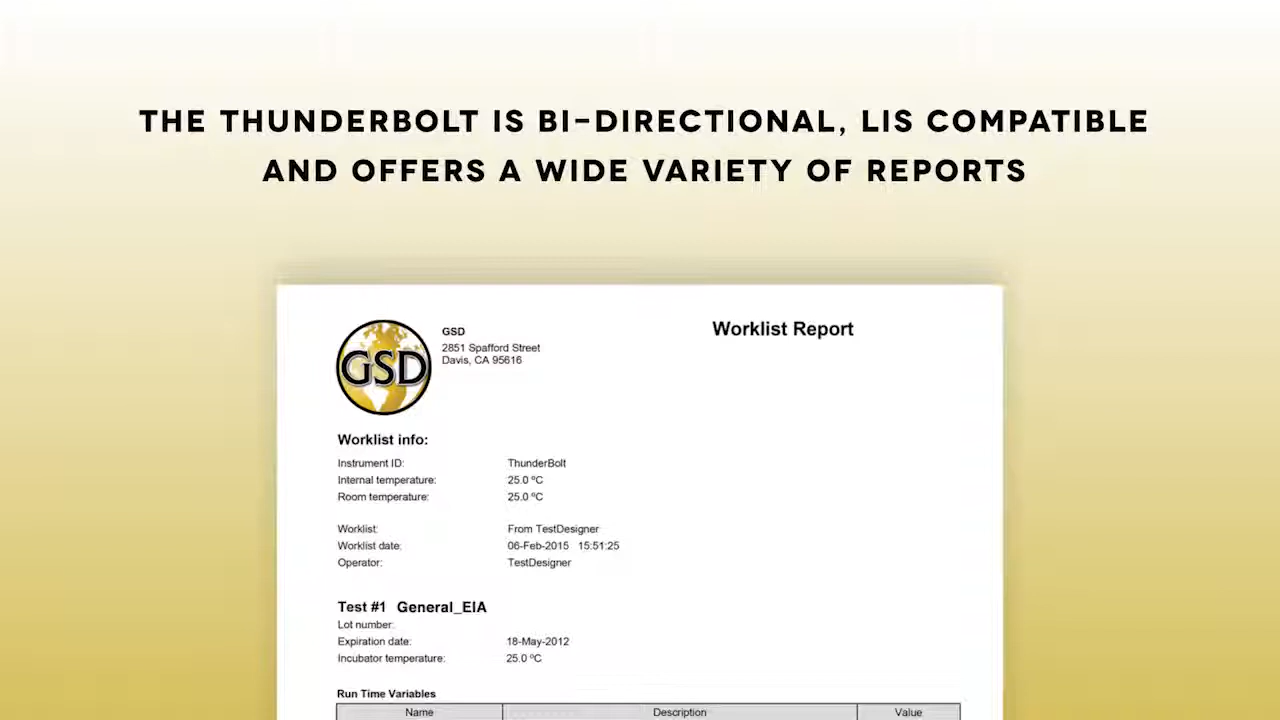 THE THUNDERBOLT IS BI-DIRECTIONAL, LIS COMPATIBLE
AND OFFERS A WIDE VARIETY OF REPORTS
GSD
GSD
2851 Spafford Street
Davis, CA 95616
Worklist Report
Worklist info:
Instrument ID: ThunderBolt
Internal temperature: 25.0 ºC
Room temperature: 25.0 ºC
Worklist: From TestDesigner
Worklist date: 06-Feb-2015 15:51:25
Operator: TestDesigner
Test #1 General_EIA
Lot number:
Expiration date: 18-May-2012
Incubator temperature: 25.0 ºC
Run Time Variables
Name Description Value